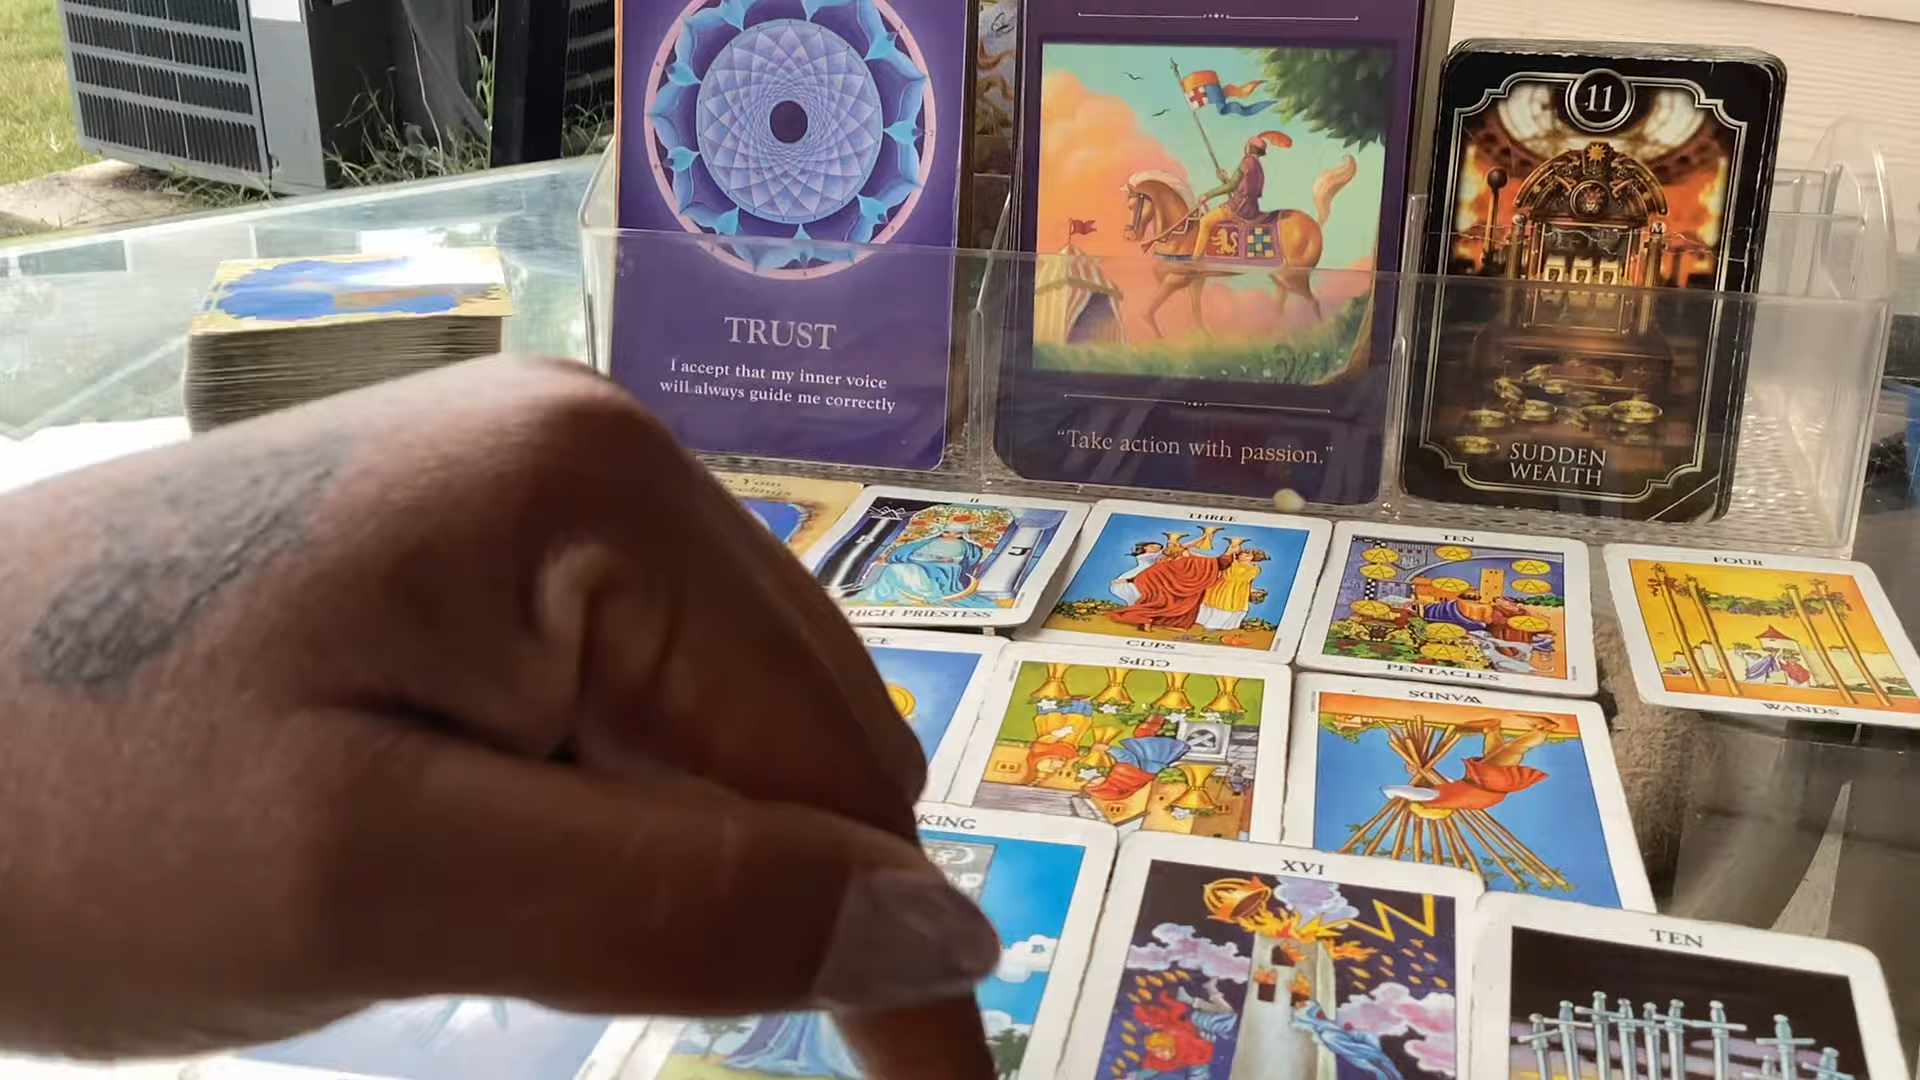 TRUST
I accept that my inner voice
will always guide me correctly
"Take action with passion."
11
SUDDEN
WEALTH
II
J
HIGH PRIESTESS
THREE
CUPS
TEN
PENTACLES
FOUR
WANDS
CUPS
WANDS
KING
XVI
TEN
B